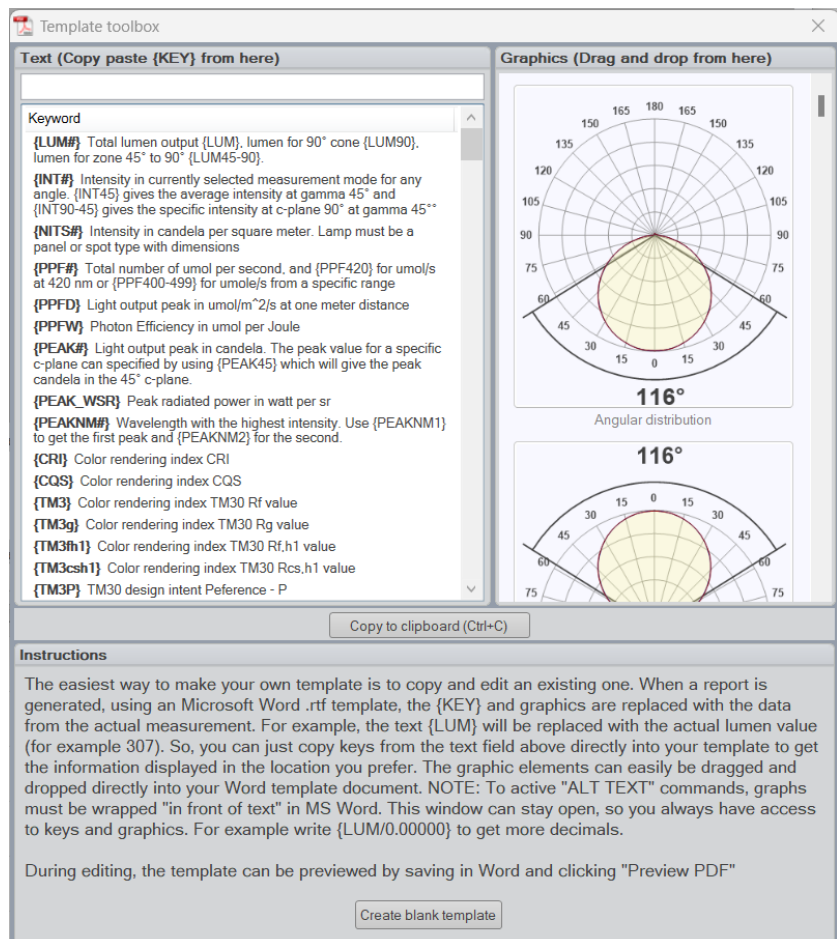 Template toolbox
Text (Copy paste {KEY} from here)
Keyword
{LUM#} Total lumen output {LUM}, lumen for 90° cone {LUM90},
lumen for zone 45° to 90° {LUM45-90}.
{INT#} Intensity in currently selected measurement mode for any
angle. {INT45} gives the average intensity at gamma 45° and
{INT90-45} gives the specific intensity at c-plane 90° at gamma 45°°
{NITS#} Intensity in candela per square meter. Lamp must be a
panel or spot type with dimensions
{PPF#} Total number of umol per second, and {PPF420} for umol/s
at 420 nm or {PPF400-499} for umole/s from a specific range
{PPFD} Light output peak in umol/m^2/s at one meter distance
{PPFW} Photon Efficiency in umol per Joule
{PEAK#} Light output peak in candela. The peak value for a specific
c-plane can specified by using {PEAK45} which will give the peak
candela in the 45° c-plane.
{PEAK_WSR} Peak radiated power in watt per sr
{PEAKNM#} Wavelength with the highest intensity. Use {PEAKNM1}
to get the first peak and {PEAKNM2} for the second.
{CRI} Color rendering index CRI
{CQS} Color rendering index CQS
{TM3} Color rendering index TM30 Rf value
{TM3g} Color rendering index TM30 Rg value
{TM3fh1} Color rendering index TM30 Rf,h1 value
{TM3csh1} Color rendering index TM30 Rcs,h1 value
{TM3P} TM30 design intent Peference - P
Graphics (Drag and drop from here)
165 180 165
150 150
135 135
120 120
105 105
90 90
75 75
60 60
45 45
30 30
15 0 15
116°
Angular distribution
116°
15 0 15
30 30
45 45
60 60
75 75
Copy to clipboard (Ctrl+C)
Instructions
The easiest way to make your own template is to copy and edit an existing one. When a report is
generated, using an Microsoft Word .rtf template, the {KEY} and graphics are replaced with the data
from the actual measurement. For example, the text {LUM} will be replaced with the actual lumen value
(for example 307). So, you can just copy keys from the text field above directly into your template to get
the information displayed in the location you prefer. The graphic elements can easily be dragged and
dropped directly into your Word template document. NOTE: To active "ALT TEXT" commands, graphs
must be wrapped "in front of text" in MS Word. This window can stay open, so you always have access
to keys and graphics. For example write {LUM/0.00000} to get more decimals.
During editing, the template can be previewed by saving in Word and clicking "Preview PDF"
Create blank template